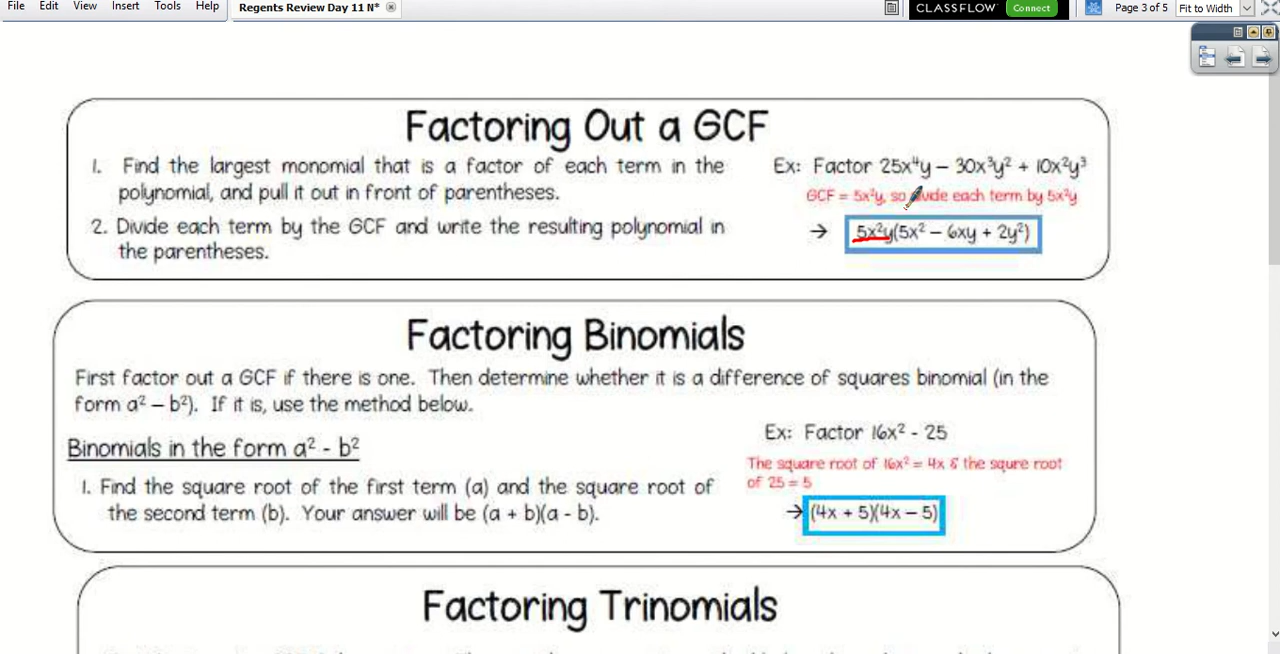 File Edit View Insert Tools Help Regents Review Day 11 N* CLASSFLOW Connect Page 3 of 5 Fit to Width
Factoring Out a GCF
1. Find the largest monomial that is a factor of each term in the
polynomial, and pull it out in front of parentheses.
2. Divide each term by the GCF and write the resulting polynomial in
the parentheses.
Ex: Factor 25x⁴y – 30x³y² + 10x²y³
GCF = 5x²y, so divide each term by 5x²y
→ 5x²y(5x² – 6xy + 2y²)
Factoring Binomials
First factor out a GCF if there is one. Then determine whether it is a difference of squares binomial (in the
form a² – b²). If it is, use the method below.
Binomials in the form a² - b²
1. Find the square root of the first term (a) and the square root of
the second term (b). Your answer will be (a + b)(a - b).
Ex: Factor 16x² - 25
The square root of 16x² = 4x & the squre root
of 25 = 5
→ (4x + 5)(4x – 5)
Factoring Trinomials